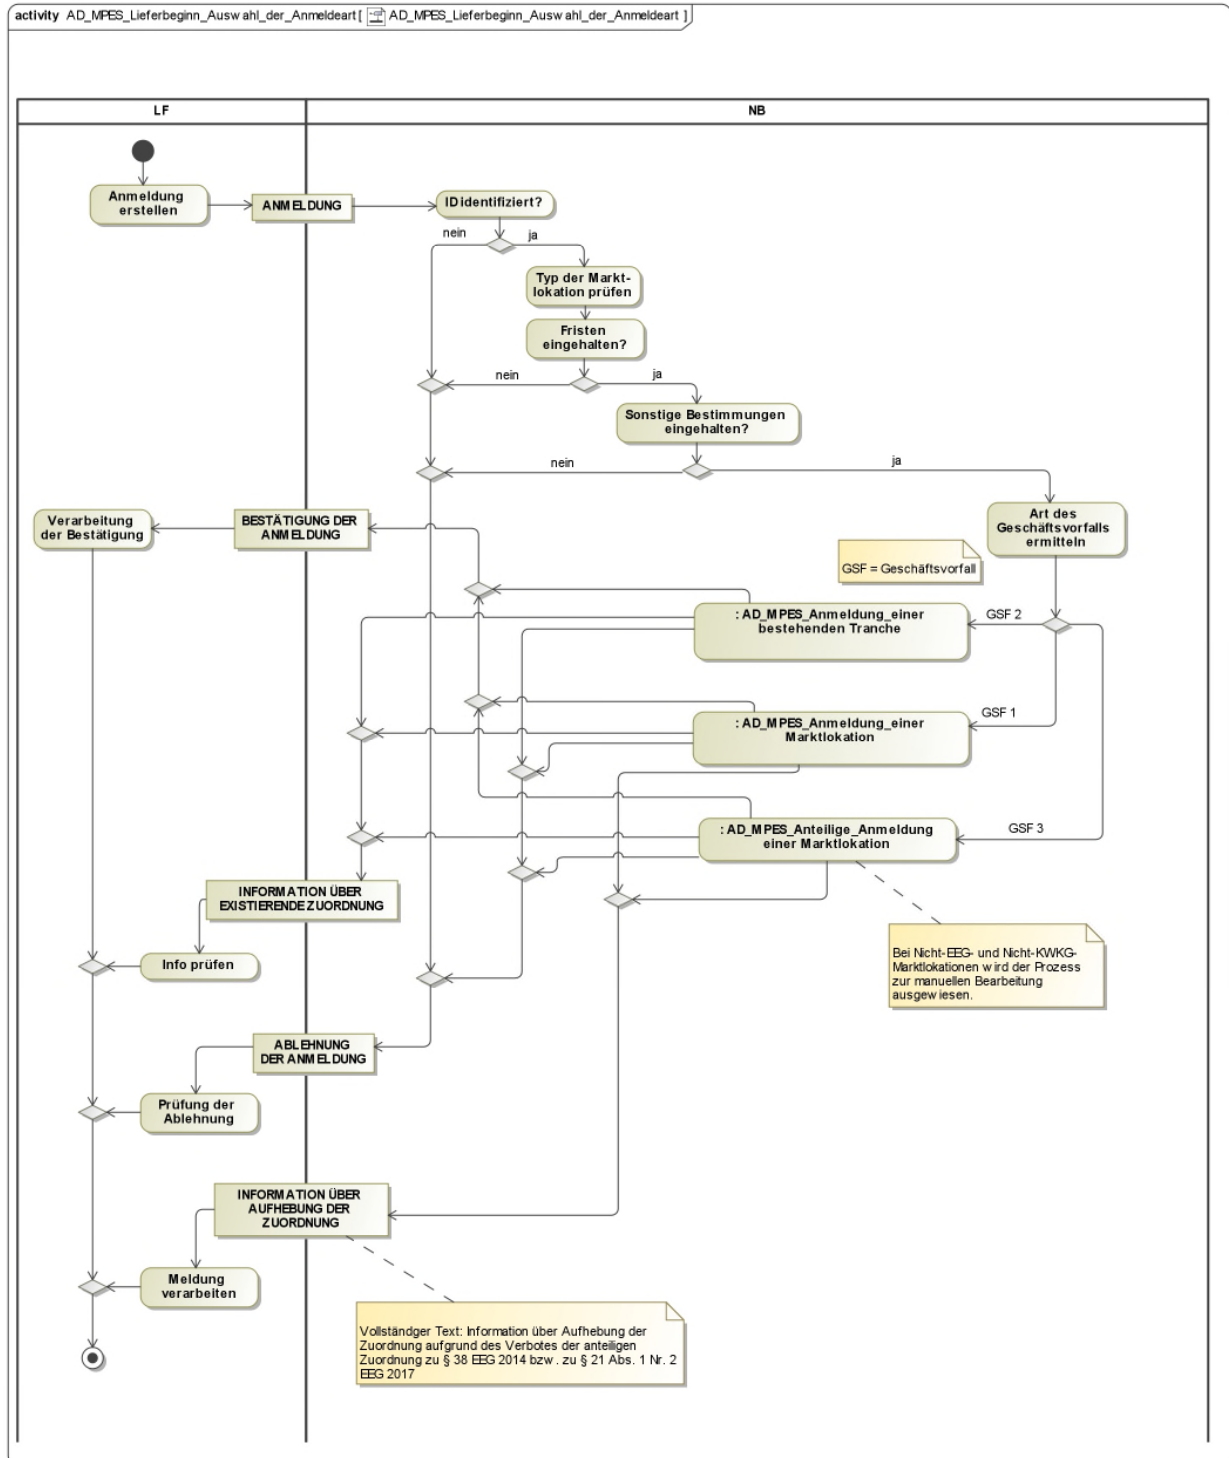 activity AD_MPES_Lieferbeginn_Auswahl_der_Anmeldeart[ AD_MPES_Lieferbeginn_Auswahl_der_Anmeldeart ]
LF
NB
Anmeldung
erstellen
ANMELDUNG
ID identifiziert?
nein
ja
Typ der Markt-
lokation prüfen
Fristen
eingehalten?
nein
ja
Sonstige Bestimmungen
eingehalten?
nein
ja
Verarbeitung
der Bestätigung
BESTÄTIGUNG DER
ANMELDUNG
Art des
Geschäftsvorfalls
ermitteln
GSF = Geschäftsvorfall
: AD_MPES_Anmeldung_einer
bestehenden Tranche
GSF 2
: AD_MPES_Anmeldung_einer
Marktlokation
GSF 1
: AD_MPES_Anteilige_Anmeldung
einer Marktlokation
GSF 3
INFORMATION ÜBER
EXISTIERENDE ZUORDNUNG
Info prüfen
Bei Nicht-EEG- und Nicht-KWKG-
Marktlokationen wird der Prozess
zur manuellen Bearbeitung
ausgewiesen.
ABLEHNUNG
DER ANMELDUNG
Prüfung der
Ablehnung
INFORMATION ÜBER
AUFHEBUNG DER
ZUORDNUNG
Meldung
verarbeiten
Vollständger Text: Information über Aufhebung der
Zuordnung aufgrund des Verbotes der anteiligen
Zuordnung zu § 38 EEG 2014 bzw. zu § 21 Abs. 1 Nr. 2
EEG 2017